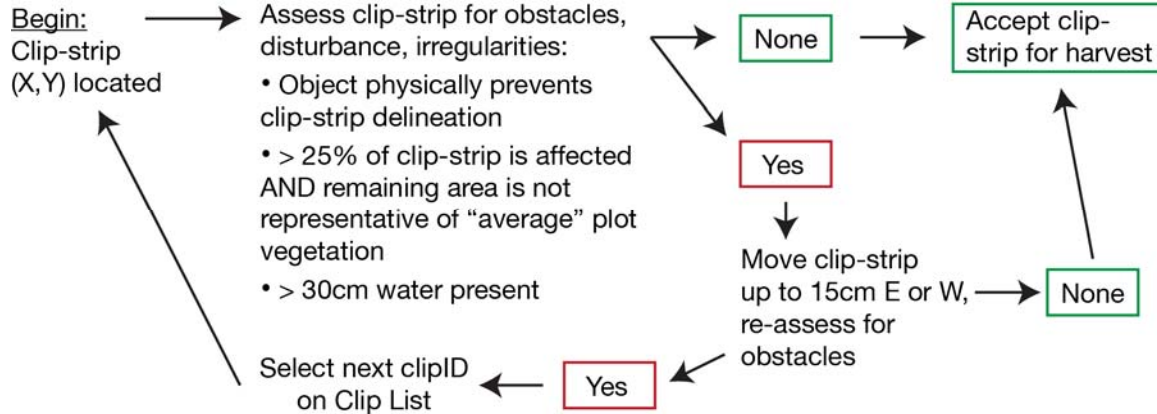 Begin:
Clip-strip
(X,Y) located
Assess clip-strip for obstacles,
disturbance, irregularities:
• Object physically prevents
clip-strip delineation
• > 25% of clip-strip is affected
AND remaining area is not
representative of “average” plot
vegetation
• > 30cm water present
None
Accept clip-
strip for harvest
Yes
Move clip-strip
up to 15cm E or W,
re-assess for
obstacles
None
Yes
Select next clipID
on Clip List